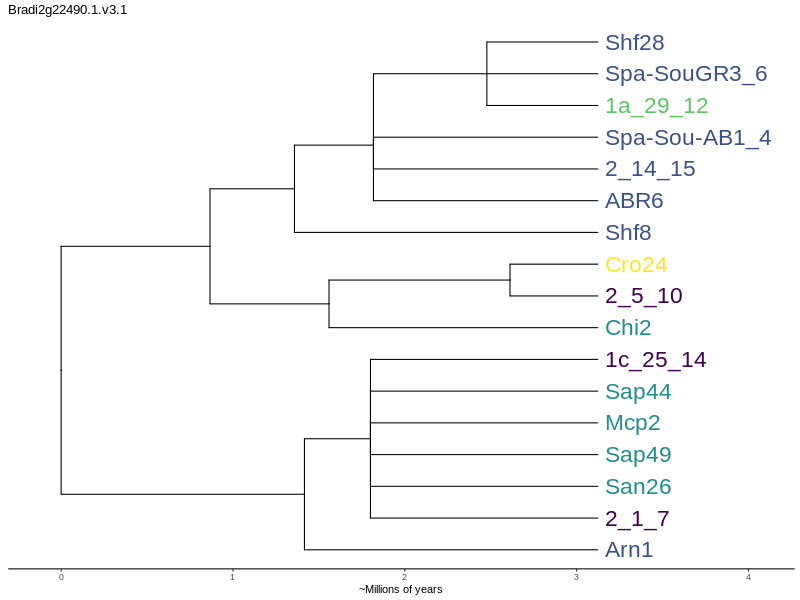 Bradi2g22490.1.v3.1
Shf28
Spa-SouGR3_6
1a_29_12
Spa-Sou-AB1_4
2_14_15
ABR6
Shf8
Cro24
2_5_10
Chi2
1c_25_14
Sap44
Mcp2
Sap49
San26
2_1_7
Arn1
0 1 2 3 4
~Millions of years